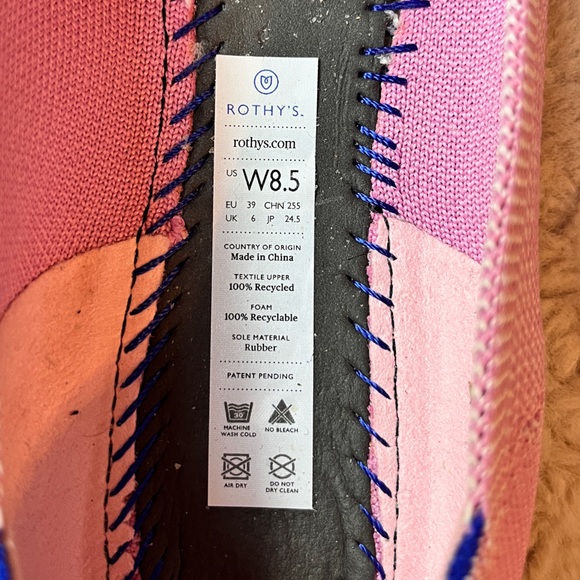 ROTHY'S
rothys.com
US W8.5
EU 39 CHN 255
UK 6 JP 24.5
COUNTRY OF ORIGIN
Made in China
TEXTILE UPPER
100% Recycled
FOAM
100% Recyclable
SOLE MATERIAL
Rubber
PATENT PENDING
30
MACHINE WASH COLD
NO BLEACH
AIR DRY
DO NOT DRY CLEAN